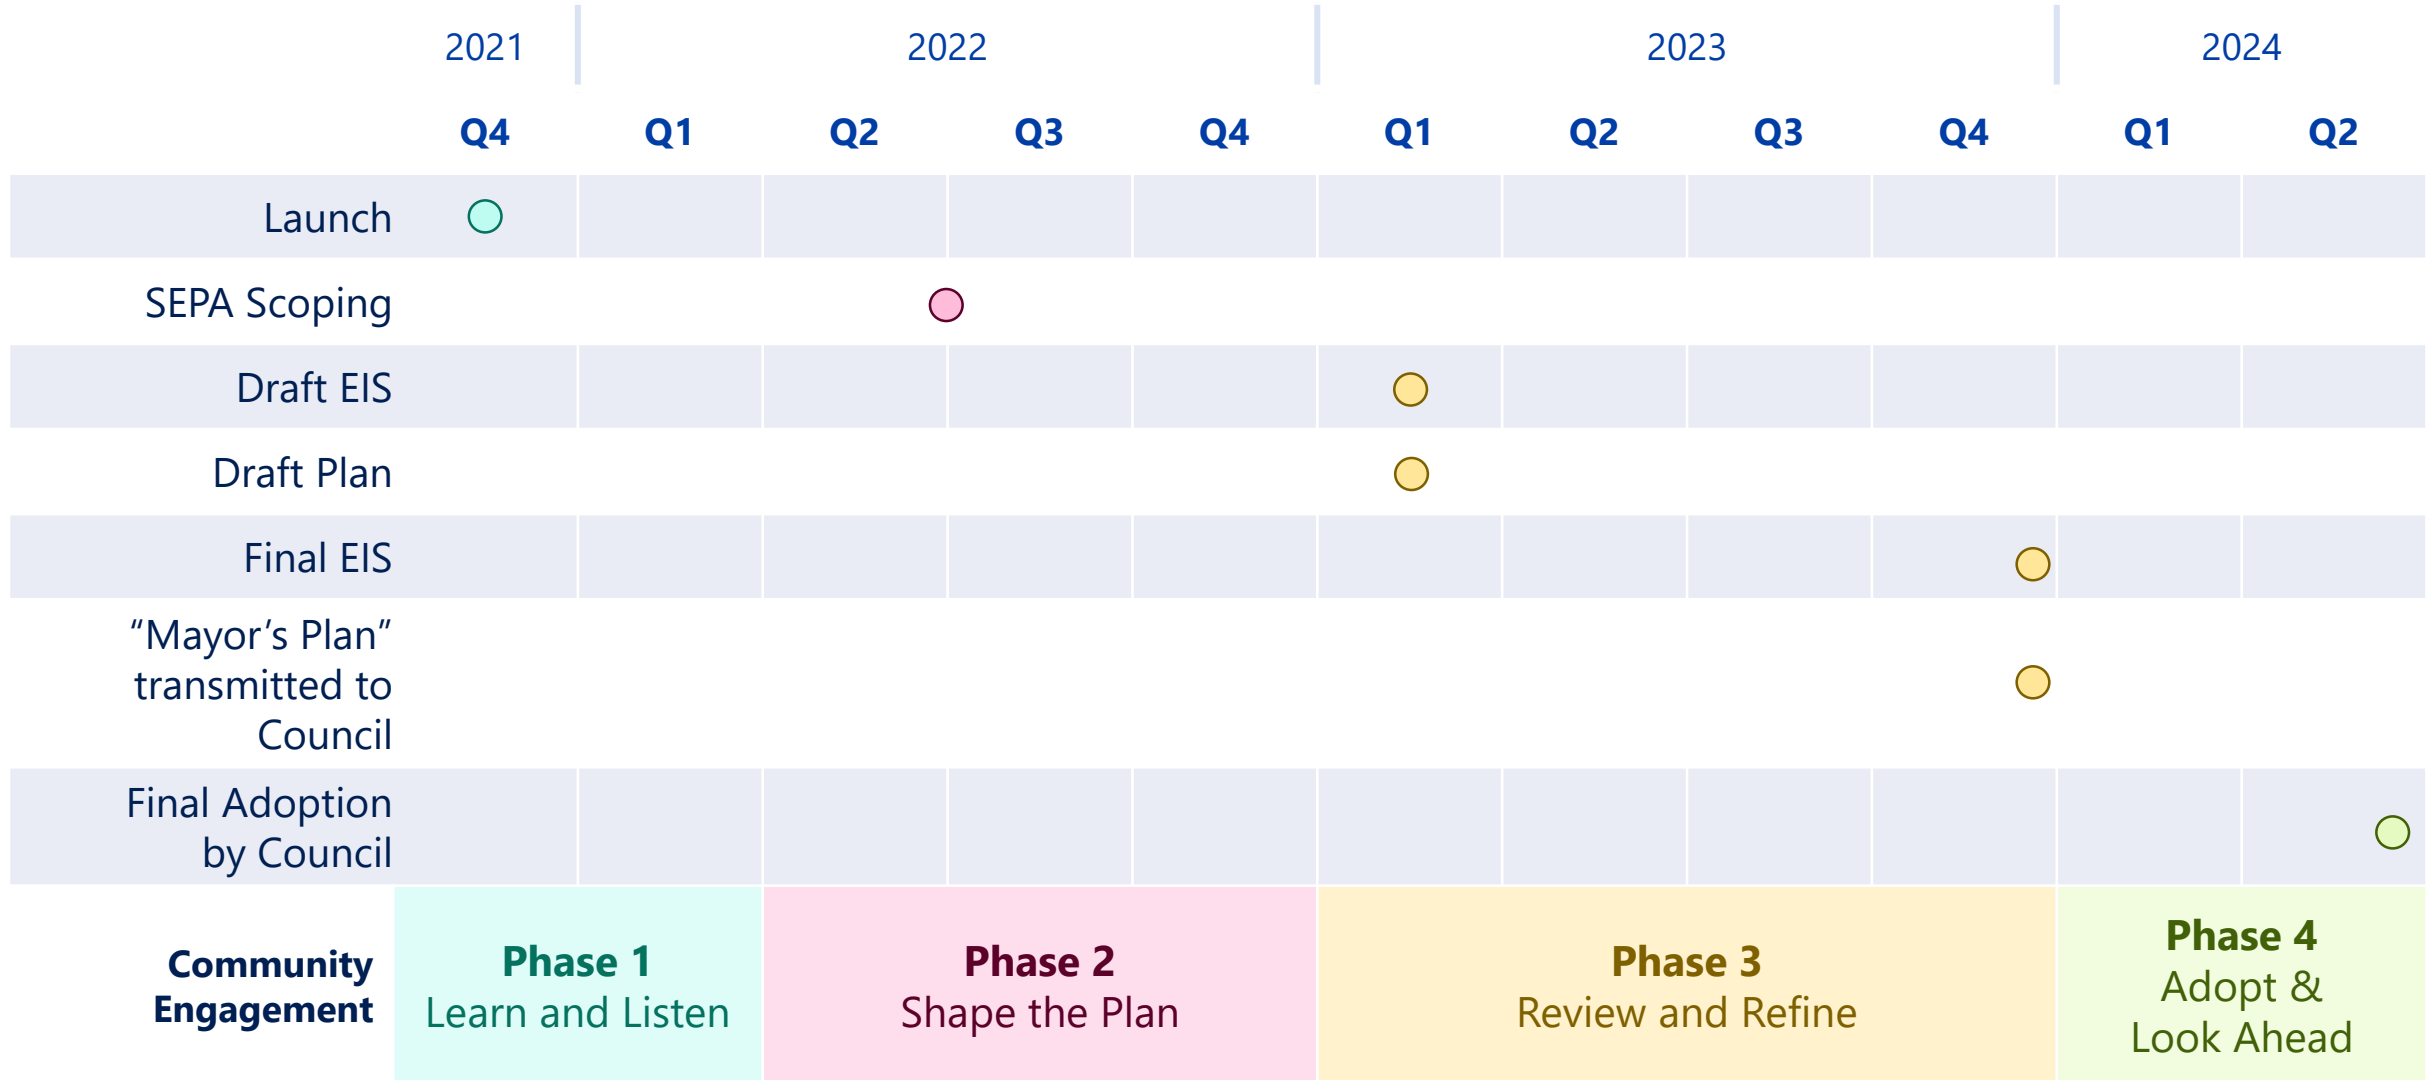 2021 2022 2023 2024
Q4 Q1 Q2 Q3 Q4 Q1 Q2 Q3 Q4 Q1 Q2
Launch
SEPA Scoping
Draft EIS
Draft Plan
Final EIS
“Mayor’s Plan”
transmitted to
Council
Final Adoption
by Council
Community
Engagement
Phase 1
Learn and Listen
Phase 2
Shape the Plan
Phase 3
Review and Refine
Phase 4
Adopt &
Look Ahead